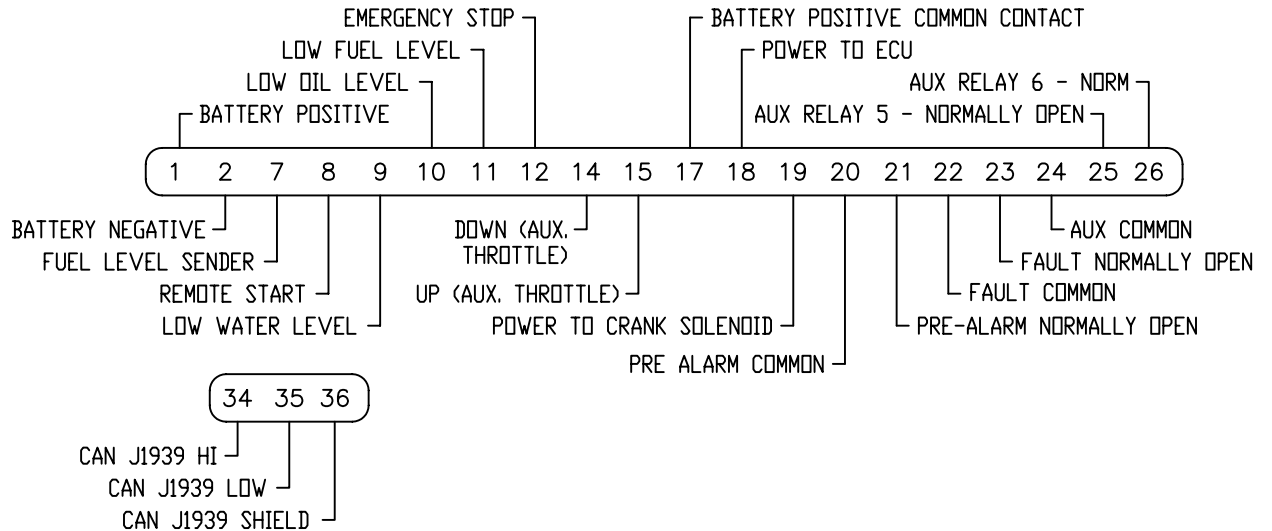 EMERGENCY STOP
BATTERY POSITIVE COMMON CONTACT
LOW FUEL LEVEL
POWER TO ECU
LOW OIL LEVEL
AUX RELAY 6 - NORM
BATTERY POSITIVE
AUX RELAY 5 - NORMALLY OPEN
1 2 7 8 9 10 11 12 14 15 17 18 19 20 21 22 23 24 25 26
BATTERY NEGATIVE
DOWN (AUX.
THROTTLE)
AUX COMMON
FUEL LEVEL SENDER
FAULT NORMALLY OPEN
REMOTE START
UP (AUX. THROTTLE)
FAULT COMMON
LOW WATER LEVEL
POWER TO CRANK SOLENOID
PRE-ALARM NORMALLY OPEN
PRE ALARM COMMON
34 35 36
CAN J1939 HI
CAN J1939 LOW
CAN J1939 SHIELD